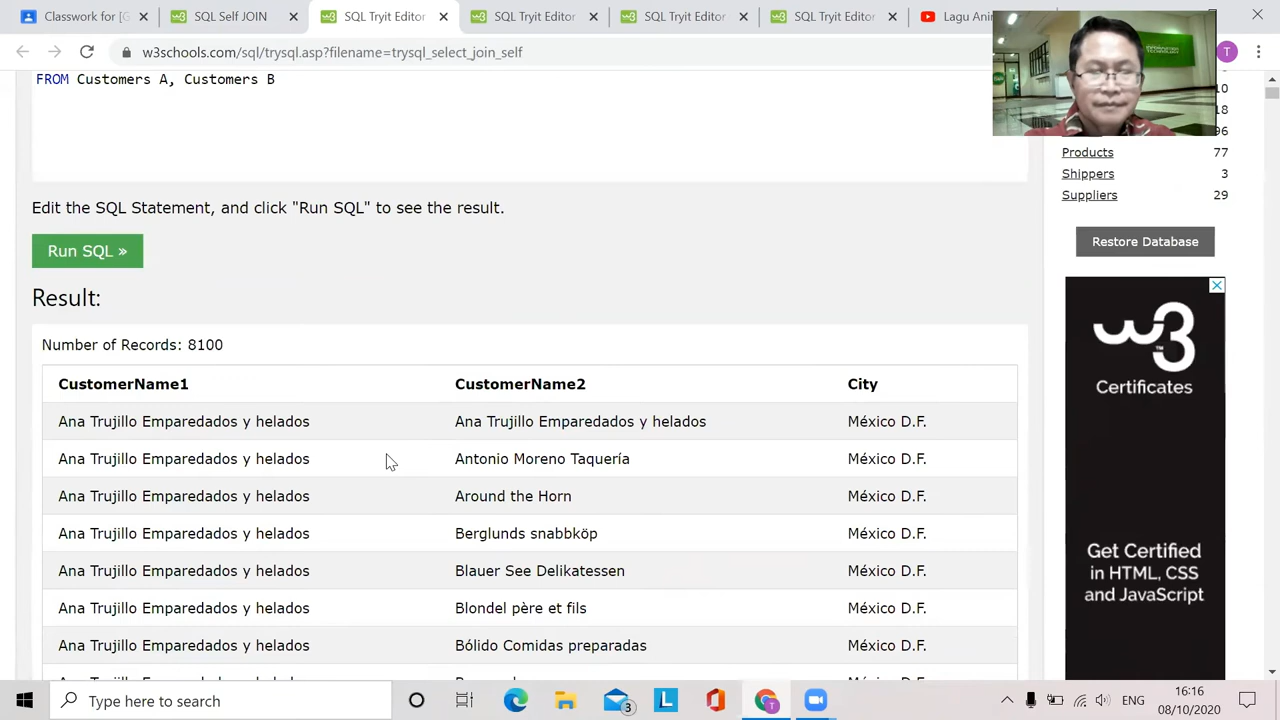 Classwork for [G
SQL Self JOIN
SQL Tryit Editor
SQL Tryit Editor
SQL Tryit Editor
SQL Tryit Editor
Lagu Ani
w3schools.com/sql/trysql.asp?filename=trysql_select_join_self
T
FROM Customers A, Customers B
10
18
96
Products 77
Shippers 3
Suppliers 29
Edit the SQL Statement, and click "Run SQL" to see the result.
Run SQL »
Restore Database
Result:
Number of Records: 8100
CustomerName1 CustomerName2 City
Ana Trujillo Emparedados y helados Ana Trujillo Emparedados y helados México D.F.
Ana Trujillo Emparedados y helados Antonio Moreno Taquería México D.F.
Ana Trujillo Emparedados y helados Around the Horn México D.F.
Ana Trujillo Emparedados y helados Berglunds snabbköp México D.F.
Ana Trujillo Emparedados y helados Blauer See Delikatessen México D.F.
Ana Trujillo Emparedados y helados Blondel père et fils México D.F.
Ana Trujillo Emparedados y helados Bólido Comidas preparadas México D.F.
w3
TM
Certificates
Get Certified
in HTML, CSS
and JavaScript
Type here to search
3
L
T
ENG
16:16
08/10/2020